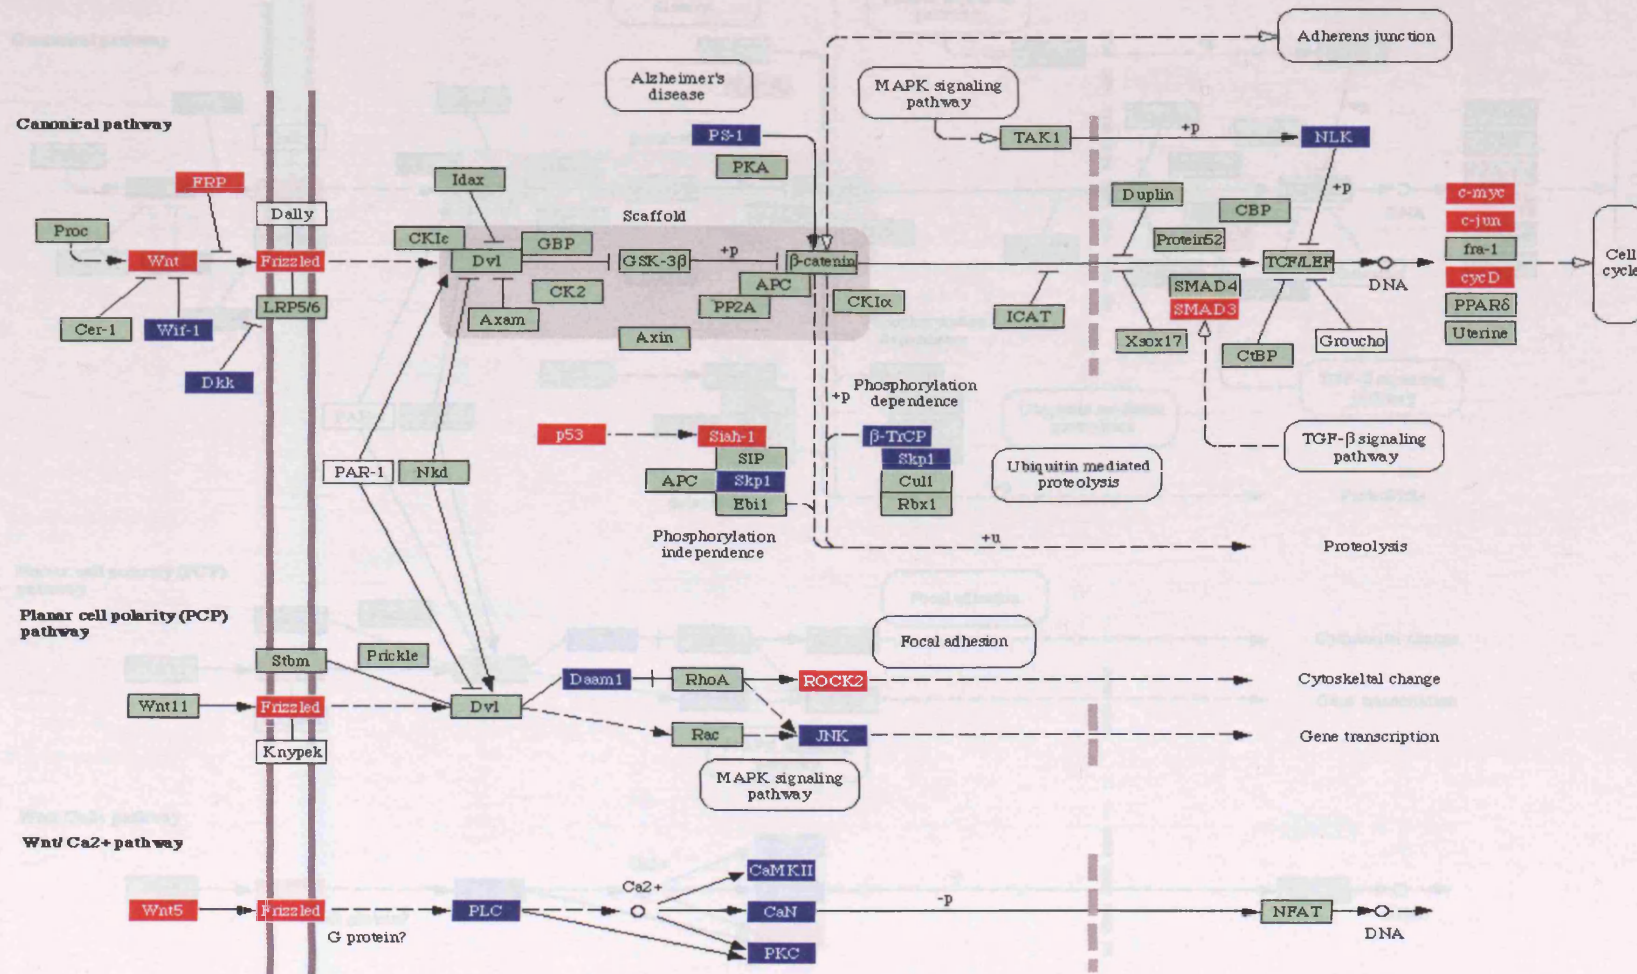 Adherens junction
Alzheimer's
disease
MAPK signaling
pathway
Canonical pathway
PS-1
TAK1
+p
NLK
PKA
+p
FRP
Idax
Duplin
c-myc
Dally
Scaffold
CBP
c-jun
Proc
CKIε
GBP
Protein52
fra-1
Wnt
Frizzled
Dvl
GSK-3β
+p
β-catenin
TCF/LEF
DNA
Cell
cycle
cycD
APC
SMAD4
CK2
PP2A
CKIα
SMAD3
PPARδ
LRP5/6
Axam
ICAT
Cer-1
Wif-1
Axin
Xsox17
CtBP
Groucho
Uterine
Dkk
+p
Phosphorylation
dependence
p53
Siah-1
β-TrCP
TGF-β signaling
pathway
SIP
Skp1
PAR-1
Nkd
APC
Skp1
Cul1
Ubiquitin mediated
proteolysis
Ebi1
Rbx1
Phosphorylation
independence
+u
Proteolysis
Planar cell polarity (PCP)
pathway
Focal adhesion
Stbm
Prickle
Daam1
RhoA
ROCK2
Cytoskeltal change
Wnt11
Frizzled
Dvl
Rac
JNK
Gene transcription
Knypek
MAPK signaling
pathway
Wnt/ Ca2+ pathway
CaMKII
Ca2+
Wnt5
Frizzled
PLC
CaN
-p
NFAT
DNA
G protein?
PKC